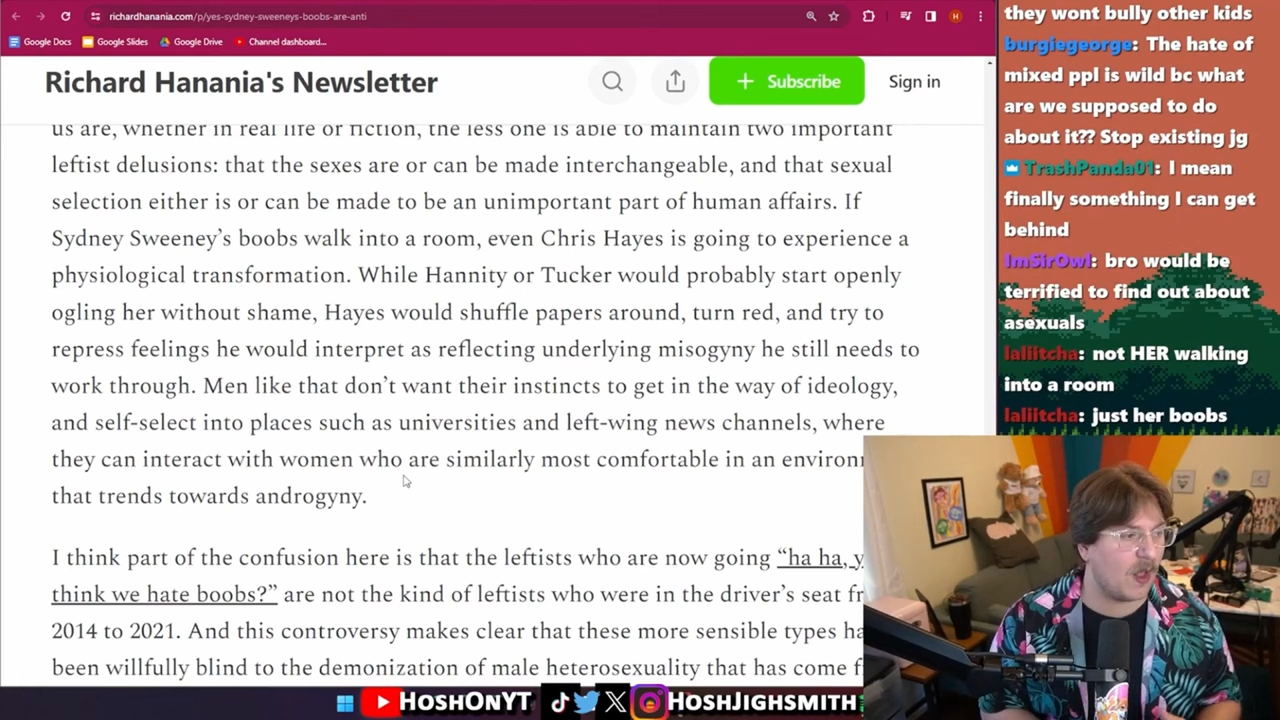 richardhanania.com/p/yes-sydney-sweeneys-boobs-are-anti
Google Docs
Google Slides
Google Drive
Channel dashboard...
Richard Hanania's Newsletter
Subscribe
Sign in
us are, whether in real life or fiction, the less one is able to maintain two important
leftist delusions: that the sexes are or can be made interchangeable, and that sexual
selection either is or can be made to be an unimportant part of human affairs. If
Sydney Sweeney’s boobs walk into a room, even Chris Hayes is going to experience a
physiological transformation. While Hannity or Tucker would probably start openly
ogling her without shame, Hayes would shuffle papers around, turn red, and try to
repress feelings he would interpret as reflecting underlying misogyny he still needs to
work through. Men like that don’t want their instincts to get in the way of ideology,
and self-select into places such as universities and left-wing news channels, where
they can interact with women who are similarly most comfortable in an environ
that trends towards androgyny.
I think part of the confusion here is that the leftists who are now going “ha ha, y
think we hate boobs?” are not the kind of leftists who were in the driver’s seat fr
2014 to 2021. And this controversy makes clear that these more sensible types ha
been willfully blind to the demonization of male heterosexuality that has come f
they wont bully other kids
burgiegeorge: The hate of
mixed ppl is wild bc what
are we supposed to do
about it?? Stop existing jg
TrashPanda01: I mean
finally something I can get
behind
ImSirOwl: bro would be
terrified to find out about
asexuals
laliitcha: not HER walking
into a room
laliitcha: just her boobs
HoshOnYT
HoshJighsmith